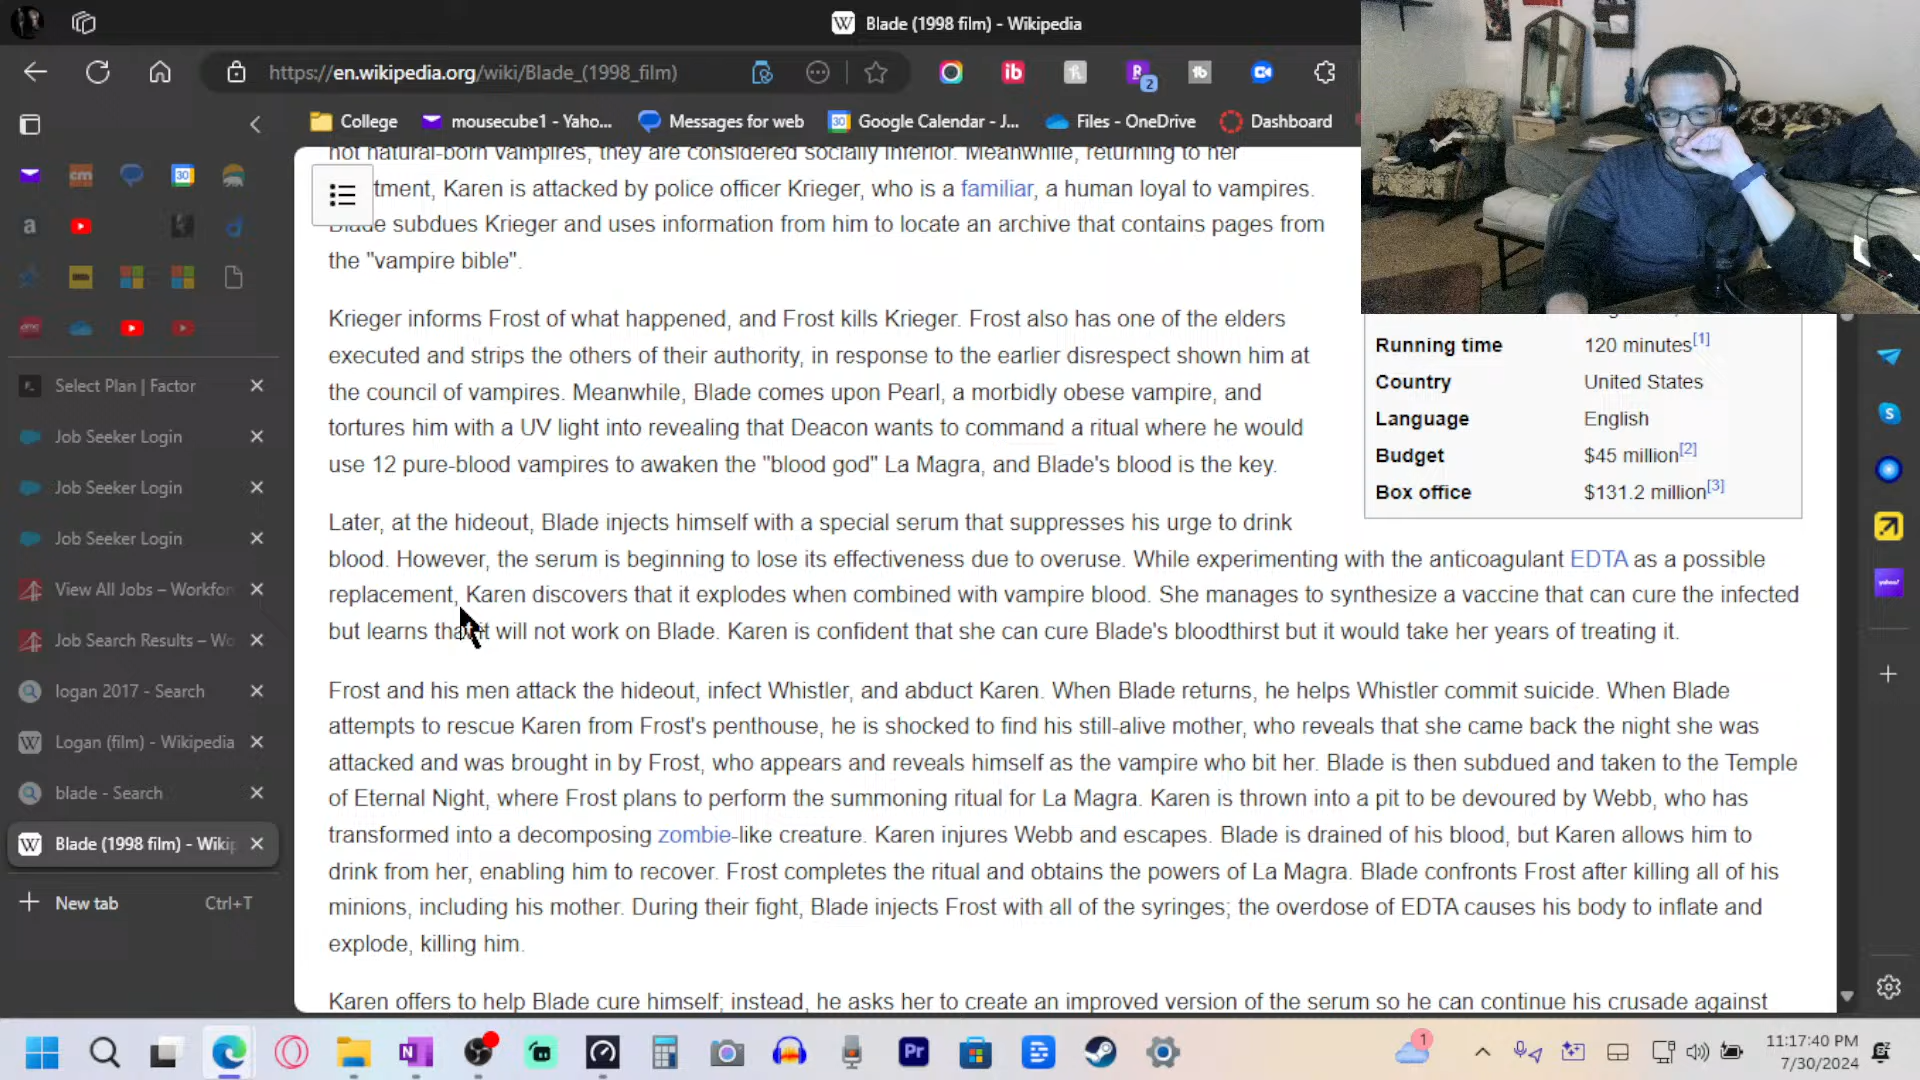 Blade (1998 film) - Wikipedia
https://en.wikipedia.org/wiki/Blade_(1998_film)
2
College
mousecube1 - Yaho...
Messages for web
Google Calendar - J...
Files - OneDrive
Dashboard
not natural-born vampires, they are considered socially inferior. Meanwhile, returning to her
tment, Karen is attacked by police officer Krieger, who is a familiar, a human loyal to vampires.
Blade subdues Krieger and uses information from him to locate an archive that contains pages from
the "vampire bible".
Krieger informs Frost of what happened, and Frost kills Krieger. Frost also has one of the elders
executed and strips the others of their authority, in response to the earlier disrespect shown him at
the council of vampires. Meanwhile, Blade comes upon Pearl, a morbidly obese vampire, and
tortures him with a UV light into revealing that Deacon wants to command a ritual where he would
use 12 pure-blood vampires to awaken the "blood god" La Magra, and Blade's blood is the key.
Later, at the hideout, Blade injects himself with a special serum that suppresses his urge to drink
blood. However, the serum is beginning to lose its effectiveness due to overuse. While experimenting with the anticoagulant EDTA as a possible
replacement, Karen discovers that it explodes when combined with vampire blood. She manages to synthesize a vaccine that can cure the infected
but learns that it will not work on Blade. Karen is confident that she can cure Blade's bloodthirst but it would take her years of treating it.
Frost and his men attack the hideout, infect Whistler, and abduct Karen. When Blade returns, he helps Whistler commit suicide. When Blade
attempts to rescue Karen from Frost's penthouse, he is shocked to find his still-alive mother, who reveals that she came back the night she was
attacked and was brought in by Frost, who appears and reveals himself as the vampire who bit her. Blade is then subdued and taken to the Temple
of Eternal Night, where Frost plans to perform the summoning ritual for La Magra. Karen is thrown into a pit to be devoured by Webb, who has
transformed into a decomposing zombie-like creature. Karen injures Webb and escapes. Blade is drained of his blood, but Karen allows him to
drink from her, enabling him to recover. Frost completes the ritual and obtains the powers of La Magra. Blade confronts Frost after killing all of his
minions, including his mother. During their fight, Blade injects Frost with all of the syringes; the overdose of EDTA causes his body to inflate and
explode, killing him.
Karen offers to help Blade cure himself; instead, he asks her to create an improved version of the serum so he can continue his crusade against
Running time 120 minutes[1]
Country United States
Language English
Budget $45 million[2]
Box office $131.2 million[3]
Select Plan | Factor
Job Seeker Login
Job Seeker Login
Job Seeker Login
View All Jobs – Workfor
Job Search Results – Wo
logan 2017 - Search
Logan (film) - Wikipedia
blade - Search
Blade (1998 film) - Wikip
New tab Ctrl+T
1
11:17:40 PM
7/30/2024